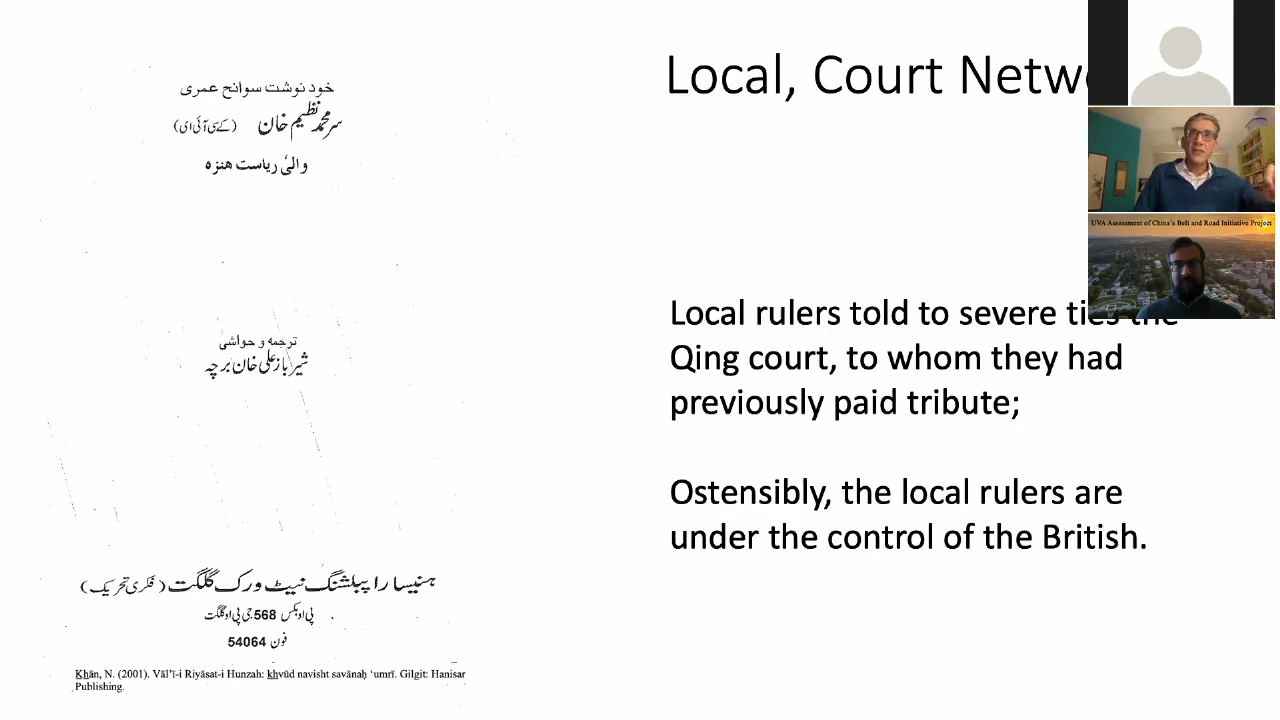 Local, Court Netw
خود نوشت سوانح عمری
سر محمد نظیم خان (کے سی آئی ای)
والیٔ ریاست ہنزہ
ترجمہ و حواشی
شیر باز علی خان برچہ
ہنیسارا پبلشنگ نیٹ ورک گلگت (فکری تحریک)
پی او بکس 568 جی پی او گلگت
فون 54064
Khān, N. (2001). Vāl’ī-i Riyāsat-i Hunzah: khvūd navisht savānaḥ ‘umrī. Gilgit: Hanisar
Publishing.
Local rulers told to severe ties the
Qing court, to whom they had
previously paid tribute;
Ostensibly, the local rulers are
under the control of the British.
UVA Assessment of China's Belt and Road Initiative Project